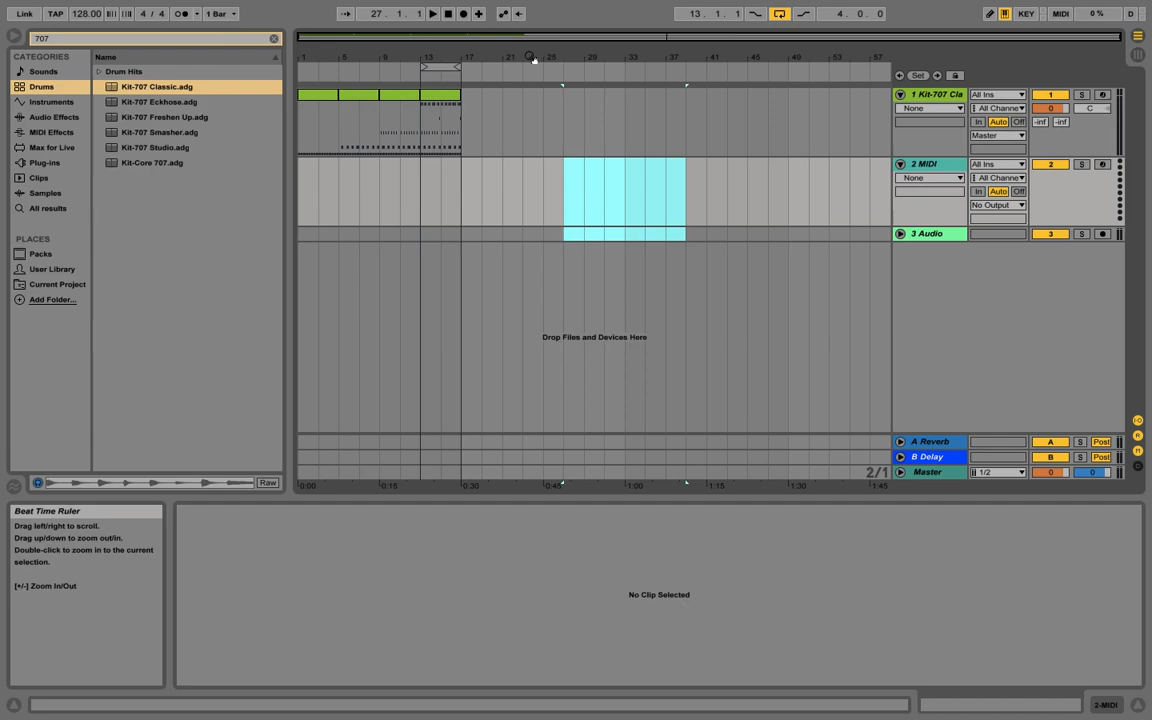 Link TAP 128.00 4 / 4 1 Bar 27. 1. 1 13. 1. 1 4. 0. 0 KEY MIDI 0 % D
707
CATEGORIES
Sounds
Drums
Instruments
Audio Effects
MIDI Effects
Max for Live
Plug-ins
Clips
Samples
All results
PLACES
Packs
User Library
Current Project
Add Folder...
Name
Drum Hits
Kit-707 Classic.adg
Kit-707 Eckhose.adg
Kit-707 Freshen Up.adg
Kit-707 Smasher.adg
Kit-707 Studio.adg
Kit-Core 707.adg
Raw
1 5 9 13 17 21 25 29 33 37 41 45 49 53 57
Set
1 Kit-707 Cla All Ins 1 S
None All Channe 0 C
In Auto Off -inf -inf
Master
2 MIDI All Ins 2 S
None All Channe
In Auto Off
No Output
3 Audio 3 S
Drop Files and Devices Here
A Reverb A S Post
B Delay B S Post
2/1 Master 1/2 0 0
0:00 0:15 0:30 0:45 1:00 1:15 1:30 1:45
Beat Time Ruler
Drag left/right to scroll.
Drag up/down to zoom out/in.
Double-click to zoom in to the current
selection.
[+/-] Zoom In/Out
No Clip Selected
2-MIDI